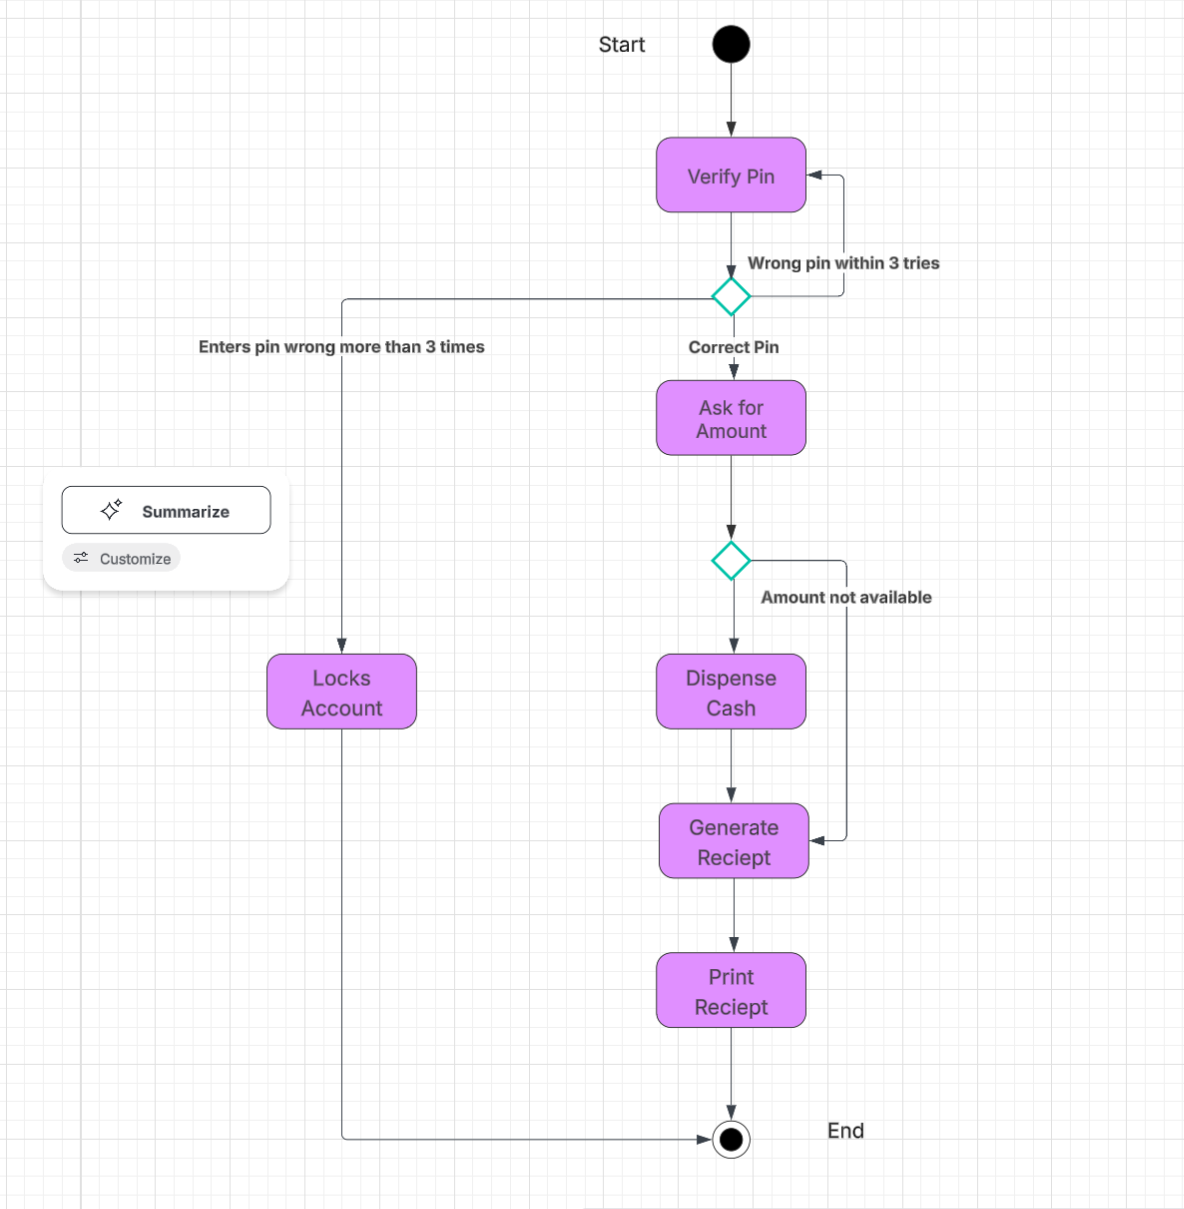 Start
Verify Pin
Wrong pin within 3 tries
Enters pin wrong more than 3 times
Correct Pin
Ask for
Amount
Summarize
Customize
Amount not available
Locks
Account
Dispense
Cash
Generate
Reciept
Print
Reciept
End